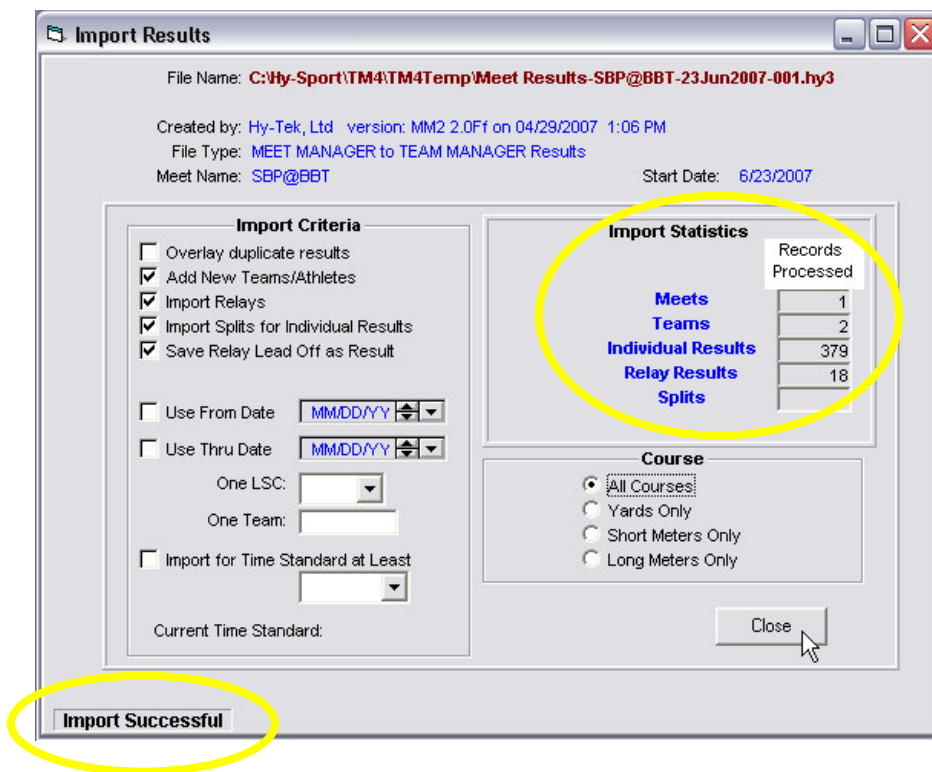 Import Results
File Name: C:\Hy-Sport\TM4\TM4Temp\Meet Results-SBP@BBT-23Jun2007-001.hy3
Created by: Hy-Tek, Ltd version: MM2 2.0Ff on 04/29/2007 1:06 PM
File Type: MEET MANAGER to TEAM MANAGER Results
Meet Name: SBP@BBT Start Date: 6/23/2007
Import Criteria
Overlay duplicate results
Add New Teams/Athletes
Import Relays
Import Splits for Individual Results
Save Relay Lead Off as Result
Use From Date MM/DD/YY
Use Thru Date MM/DD/YY
One LSC:
One Team:
Import for Time Standard at Least
Current Time Standard:
Import Statistics
Records
Processed
Meets 1
Teams 2
Individual Results 379
Relay Results 18
Splits
Course
All Courses
Yards Only
Short Meters Only
Long Meters Only
Close
Import Successful